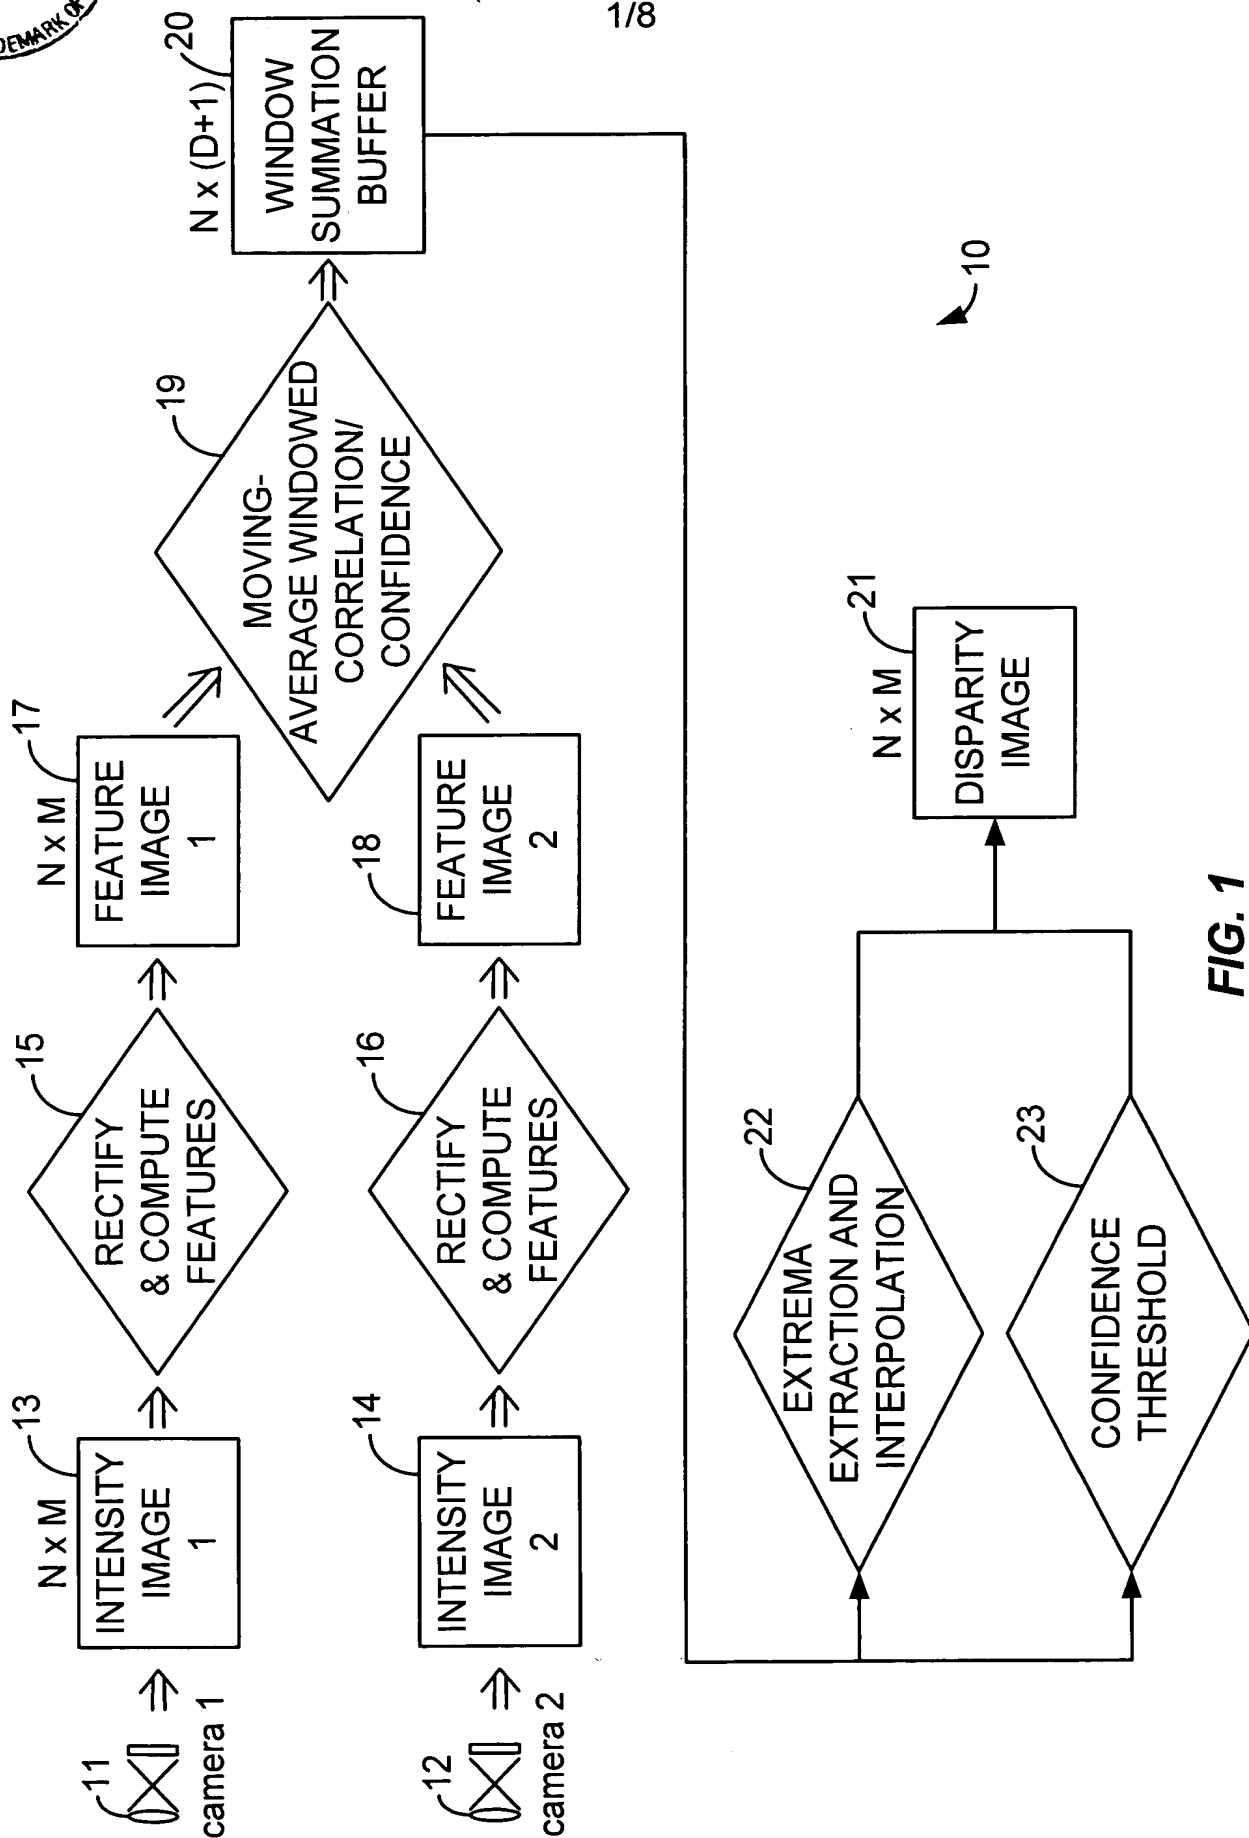 1/8
DEMARK OF
11
camera 1
N x M
13
INTENSITY
IMAGE
1
15
RECTIFY
& COMPUTE
FEATURES
N x M
17
FEATURE
IMAGE
1
12
camera 2
14
INTENSITY
IMAGE
2
16
RECTIFY
& COMPUTE
FEATURES
18
FEATURE
IMAGE
2
19
MOVING-
AVERAGE WINDOWED
CORRELATION/
CONFIDENCE
N x (D+1)
20
WINDOW
SUMMATION
BUFFER
22
EXTREMA
EXTRACTION AND
INTERPOLATION
23
CONFIDENCE
THRESHOLD
N x M
21
DISPARITY
IMAGE
10
FIG. 1